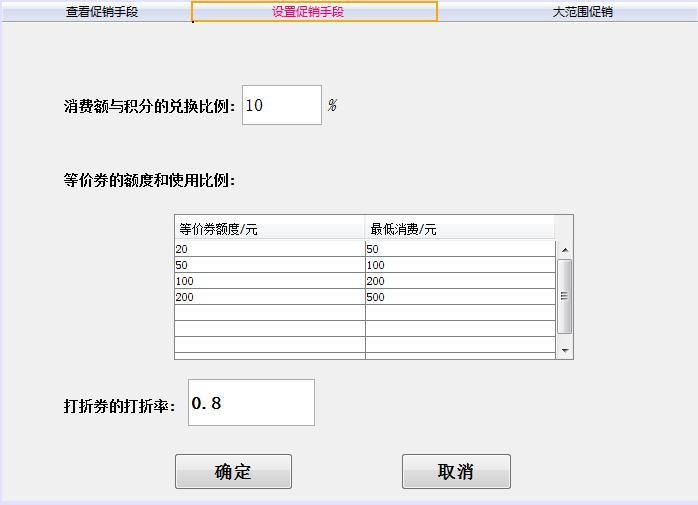 查看促销手段 设置促销手段 大范围促销
消费额与积分的兑换比例： 10 %
等价券的额度和使用比例：
等价券额度/元 最低消费/元
20 50
50 100
100 200
200 500
打折券的打折率： 0.8
确定 取消